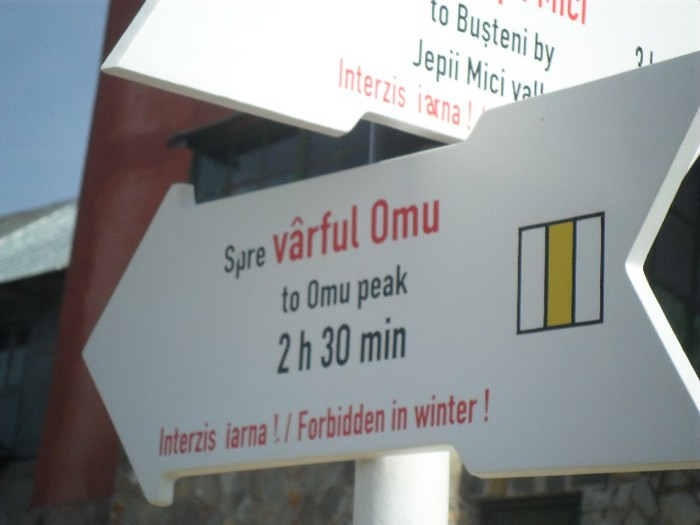 Mici
to Bușteni by
Jepii Mici
Interzis iarna !
Spre vârful Omu
to Omu peak
2 h 30 min
Interzis iarna ! / Forbidden in winter !